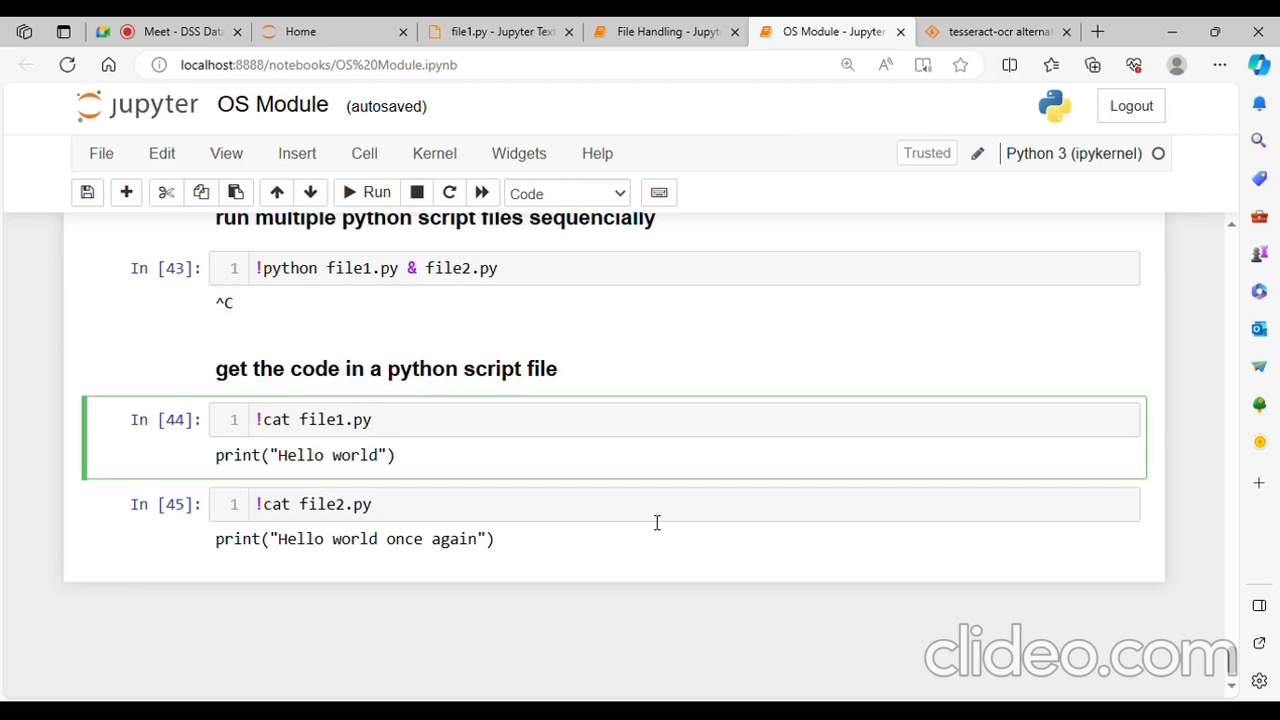 Meet - DSS Data
Home
file1.py - Jupyter Text
File Handling - Jupyt
OS Module - Jupyter
tesseract-ocr alternat
localhost:8888/notebooks/OS%20Module.ipynb
jupyter OS Module (autosaved)
Logout
File Edit View Insert Cell Kernel Widgets Help
Trusted
Python 3 (ipykernel)
Run
Code
run multiple python script files sequencially
In [43]: 1 !python file1.py & file2.py
^C
get the code in a python script file
In [44]: 1 !cat file1.py
print("Hello world")
In [45]: 1 !cat file2.py
print("Hello world once again")
clideo.com